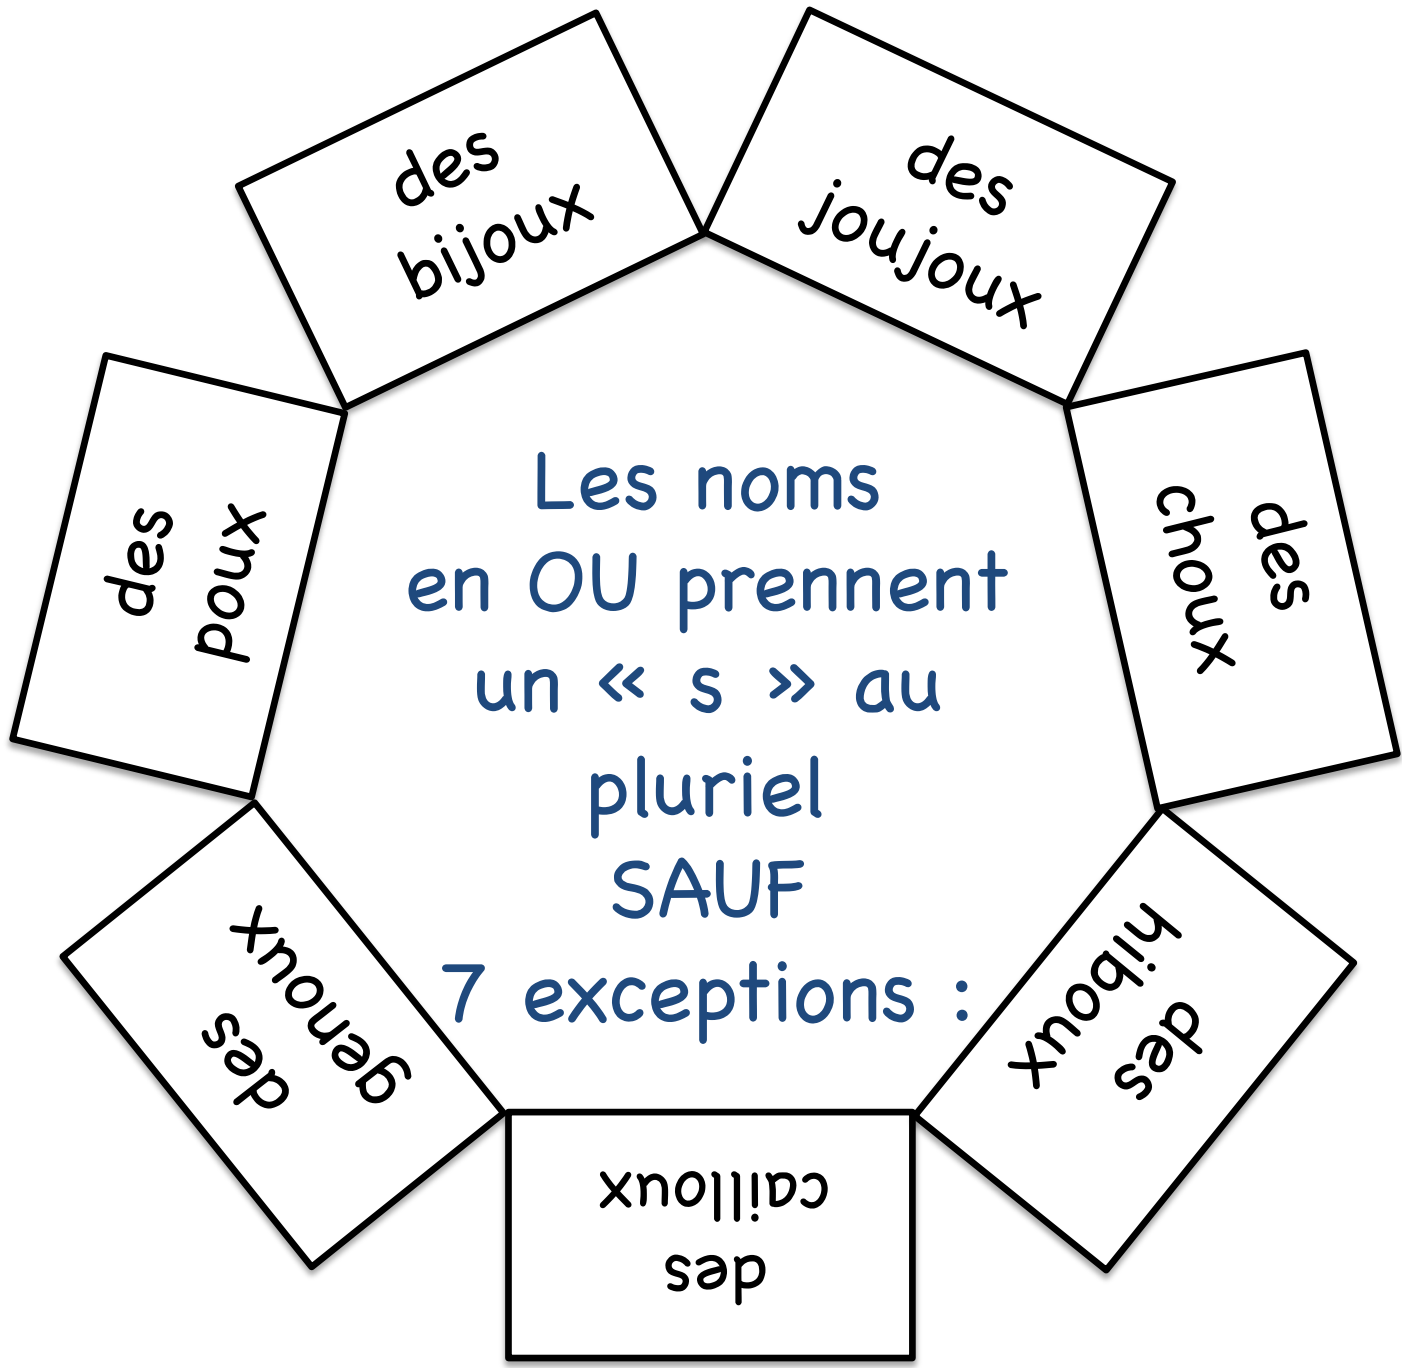 Les noms
en OU prennent
un « s » au
pluriel
SAUF
7 exceptions :
des
bijoux
des
joujoux
des
choux
des
hiboux
des
cailloux
des
genoux
des
poux